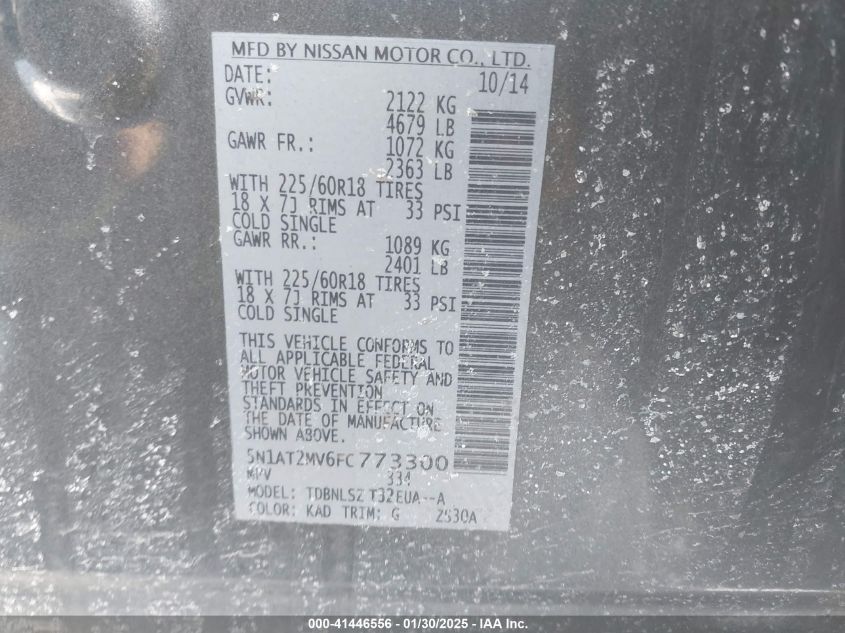 MFD BY NISSAN MOTOR CO., LTD.
DATE: 10/14
GVWR: 2122 KG
4679 LB
GAWR FR.: 1072 KG
2363 LB
WITH 225/60R18 TIRES
18 X 7J RIMS AT 33 PSI
COLD SINGLE
GAWR RR.: 1089 KG
2401 LB
WITH 225/60R18 TIRES
18 X 7J RIMS AT 33 PSI
COLD SINGLE
THIS VEHICLE CONFORMS TO
ALL APPLICABLE FEDERAL
MOTOR VEHICLE SAFETY AND
THEFT PREVENTION
STANDARDS IN EFFECT ON
THE DATE OF MANUFACTURE
SHOWN ABOVE.
5N1AT2MV6FC773300
MPV 334
MODEL: TDBNLSZ T32EUA--A
COLOR: KAD TRIM: G 2S30A
000-41446556 — 01/30/2025 — IAA Inc.